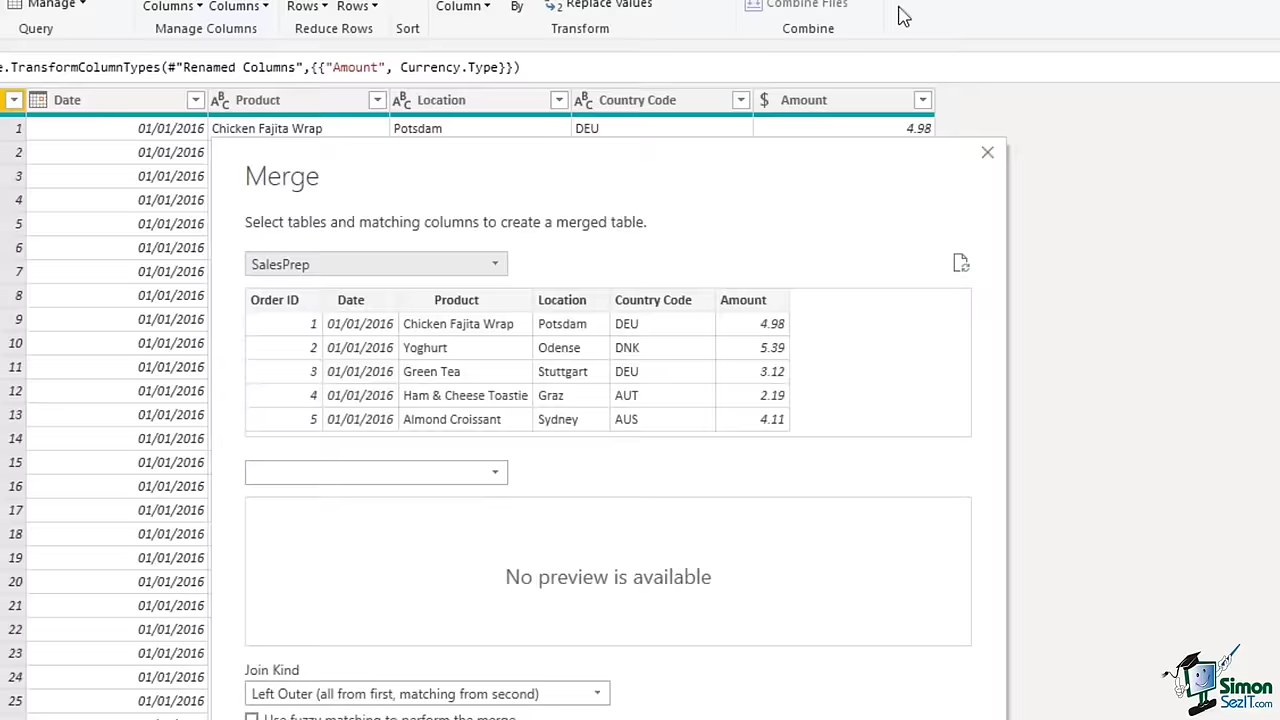 Manage
Columns Columns Rows Rows Column By Replace Values Combine Files
Query Manage Columns Reduce Rows Sort Transform Combine
e.TransformColumnTypes(#"Renamed Columns",{{"Amount", Currency.Type}})
Date Product Location Country Code $ Amount
1 01/01/2016 Chicken Fajita Wrap Potsdam DEU 4.98
2 01/01/2016
3 01/01/2016
4 01/01/2016
5 01/01/2016
6 01/01/2016
7 01/01/2016
8 01/01/2016
9 01/01/2016
10 01/01/2016
11 01/01/2016
12 01/01/2016
13 01/01/2016
14 01/01/2016
15 01/01/2016
16 01/01/2016
17 01/01/2016
18 01/01/2016
19 01/01/2016
20 01/01/2016
21 01/01/2016
22 01/01/2016
23 01/01/2016
24 01/01/2016
25 01/01/2016
Merge
Select tables and matching columns to create a merged table.
SalesPrep
Order ID Date Product Location Country Code Amount
1 01/01/2016 Chicken Fajita Wrap Potsdam DEU 4.98
2 01/01/2016 Yoghurt Odense DNK 5.39
3 01/01/2016 Green Tea Stuttgart DEU 3.12
4 01/01/2016 Ham & Cheese Toastie Graz AUT 2.19
5 01/01/2016 Almond Croissant Sydney AUS 4.11
No preview is available
Join Kind
Left Outer (all from first, matching from second)
Use fuzzy matching to perform the merge
Simon
SezIT.com